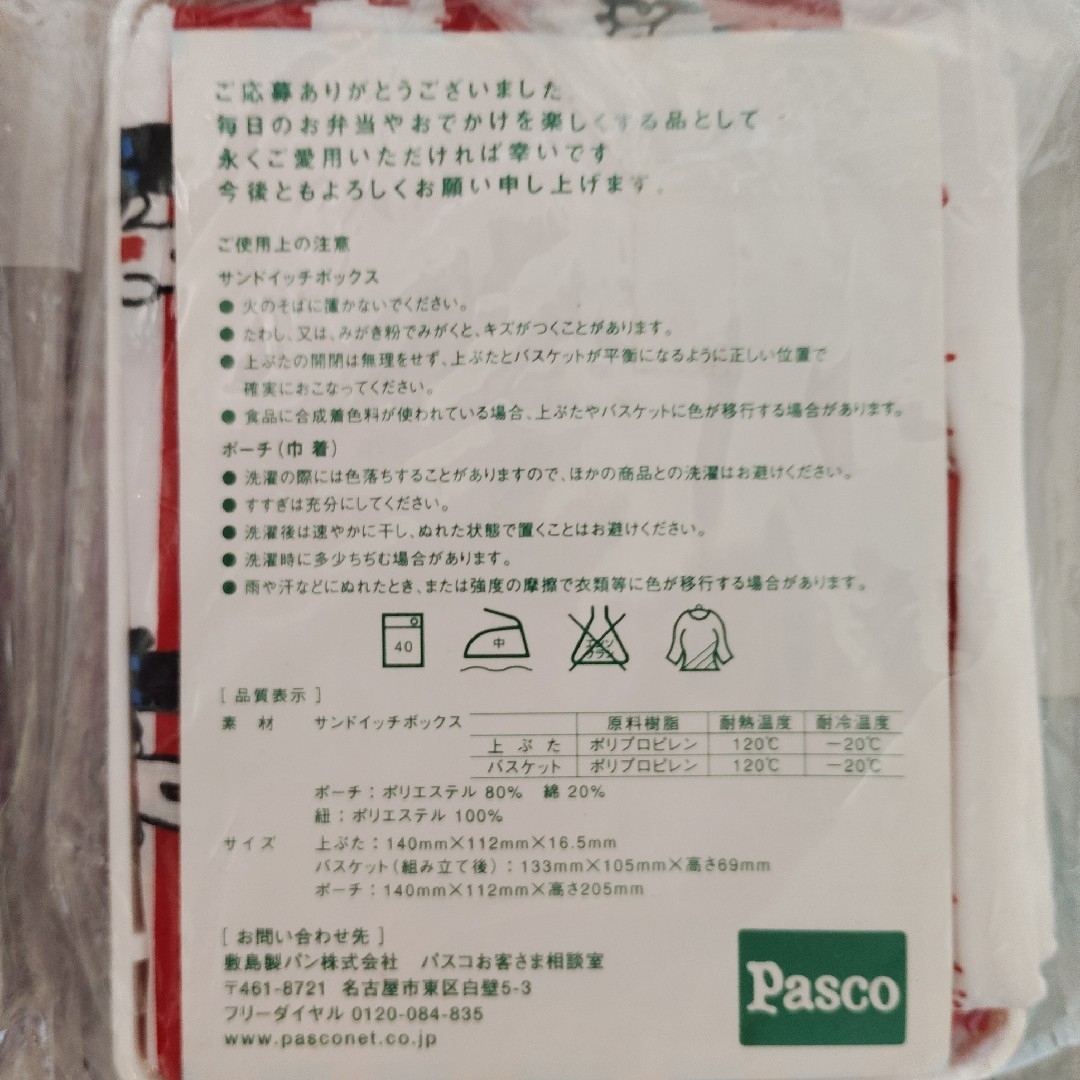 ご応募ありがとうございました
毎日のお弁当やおでかけを楽しくする品として
永くご愛用いただければ幸いです
今後ともよろしくお願い申し上げます。
ご使用上の注意
サンドイッチボックス
● 火のそばに置かないでください。
● たわし、又は、みがき粉でみがくと、キズがつくことがあります。
● 上ぶたの開閉は無理をせず、上ぶたとバスケットが平衡になるように正しい位置で
確実におこなってください。
● 食品に合成着色料が使われている場合、上ぶたやバスケットに色が移行する場合があります。
ポーチ(巾着)
● 洗濯の際には色落ちすることがありますので、ほかの商品との洗濯はお避けください。
● すすぎは充分にしてください。
● 洗濯後は速やかに干し、ぬれた状態で置くことはお避けください。
● 洗濯時に多少ちぢむ場合があります。
● 雨や汗などにぬれたとき、または強度の摩擦で衣類等に色が移行する場合があります。
40 中 エンソ サラシ
[ 品質表示 ]
素 材 サンドイッチボックス 原料樹脂 耐熱温度 耐冷温度
上 ぶ た ポリプロピレン 120℃ −20℃
バスケット ポリプロピレン 120℃ −20℃
ポーチ：ポリエステル 80% 綿 20%
紐：ポリエステル 100%
サイズ 上ぶた：140mm×112mm×16.5mm
バスケット(組み立て後)：133mm×105mm×高さ69mm
ポーチ：140mm×112mm×高さ205mm
[ お問い合わせ先 ]
敷島製パン株式会社 パスコお客さま相談室
〒461-8721 名古屋市東区白壁5-3
フリーダイヤル 0120-084-835
www.pasconet.co.jp
Pasco